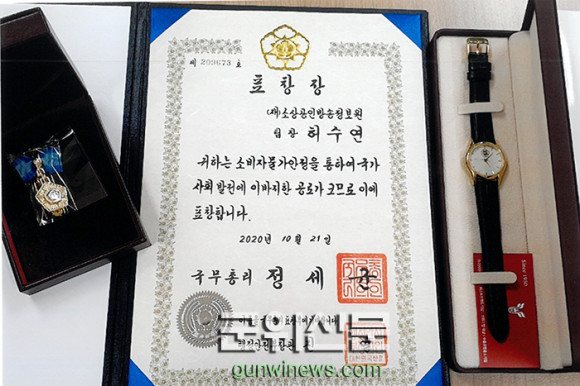 제 209673 호
표창장
(재)소상공인방송정보원
팀장 허수연
귀하는 소비자물가안정을 통하여 국가
사회발전에 이바지한 공로가 크므로 이에
표창합니다.
2020년 10월 21일
국무총리 정세균
군위신문
gunwinews.com